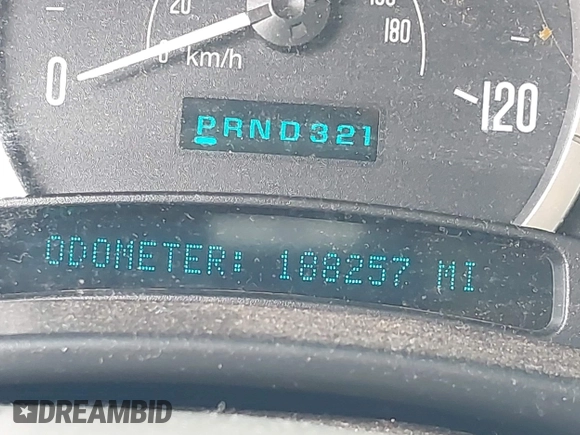 20 180
0 0 km/h 120
PRND321
ODOMETER: 188257 MI
DREAMBID